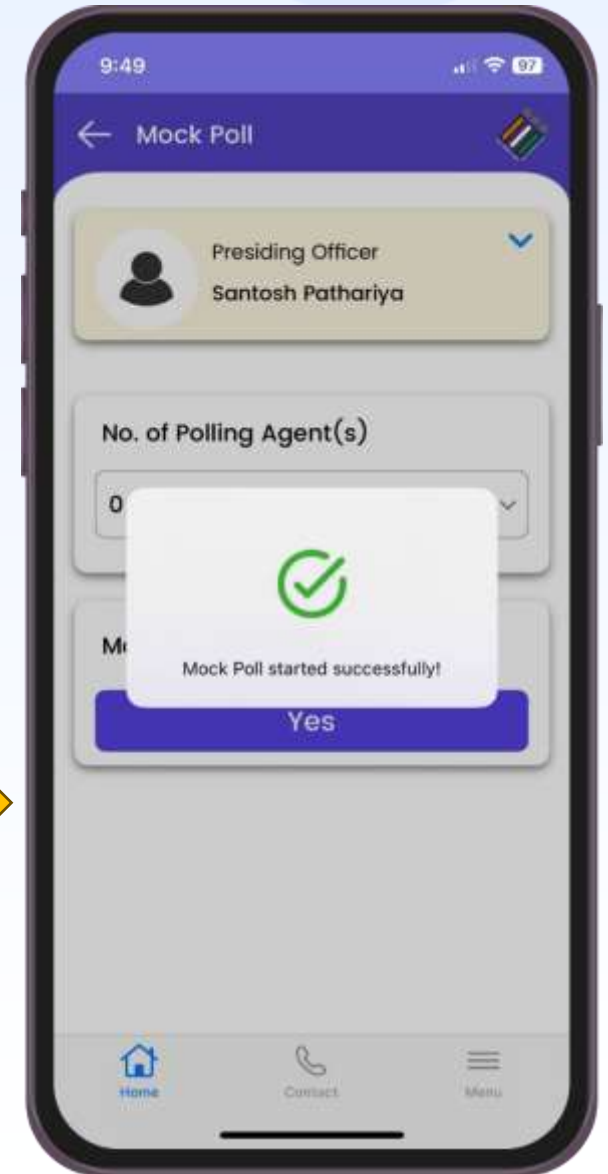 9:49
97
Mock Poll
Presiding Officer
Santosh Pathariya
No. of Polling Agent(s)
0
Mock Poll started successfully!
Yes
Home
Contact
Menu